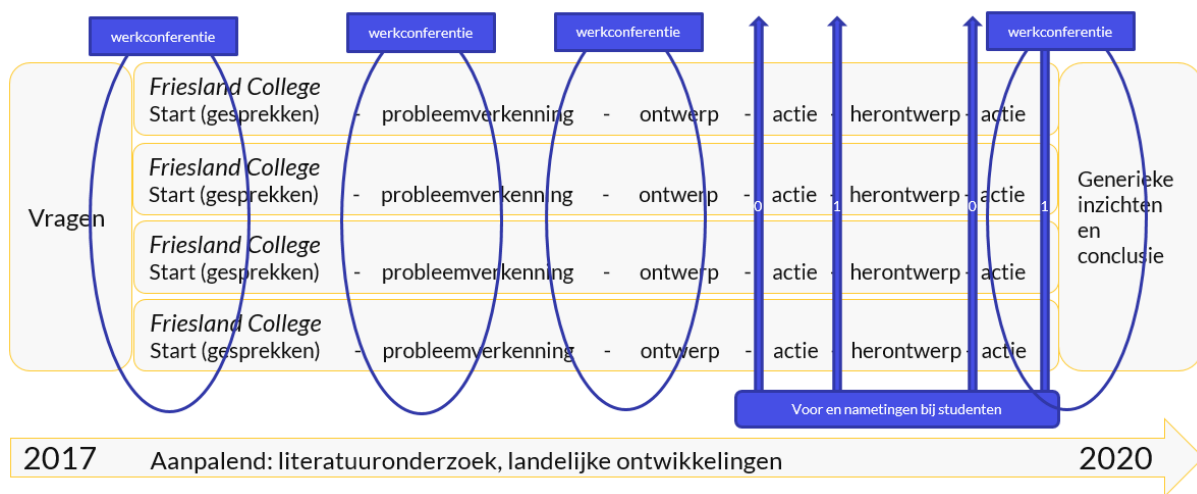 werkconferentie
werkconferentie
werkconferentie
werkconferentie
Vragen
Friesland College
Start (gesprekken) - probleemverkenning - ontwerp - actie - herontwerp - actie
Friesland College
Start (gesprekken) - probleemverkenning - ontwerp - actie - herontwerp - actie
Friesland College
Start (gesprekken) - probleemverkenning - ontwerp - actie - herontwerp - actie
Friesland College
Start (gesprekken) - probleemverkenning - ontwerp - actie - herontwerp - actie
0 1 0 1
Generieke
inzichten
en
conclusie
Voor en nametingen bij studenten
2017 Aanpalend: literatuuronderzoek, landelijke ontwikkelingen 2020